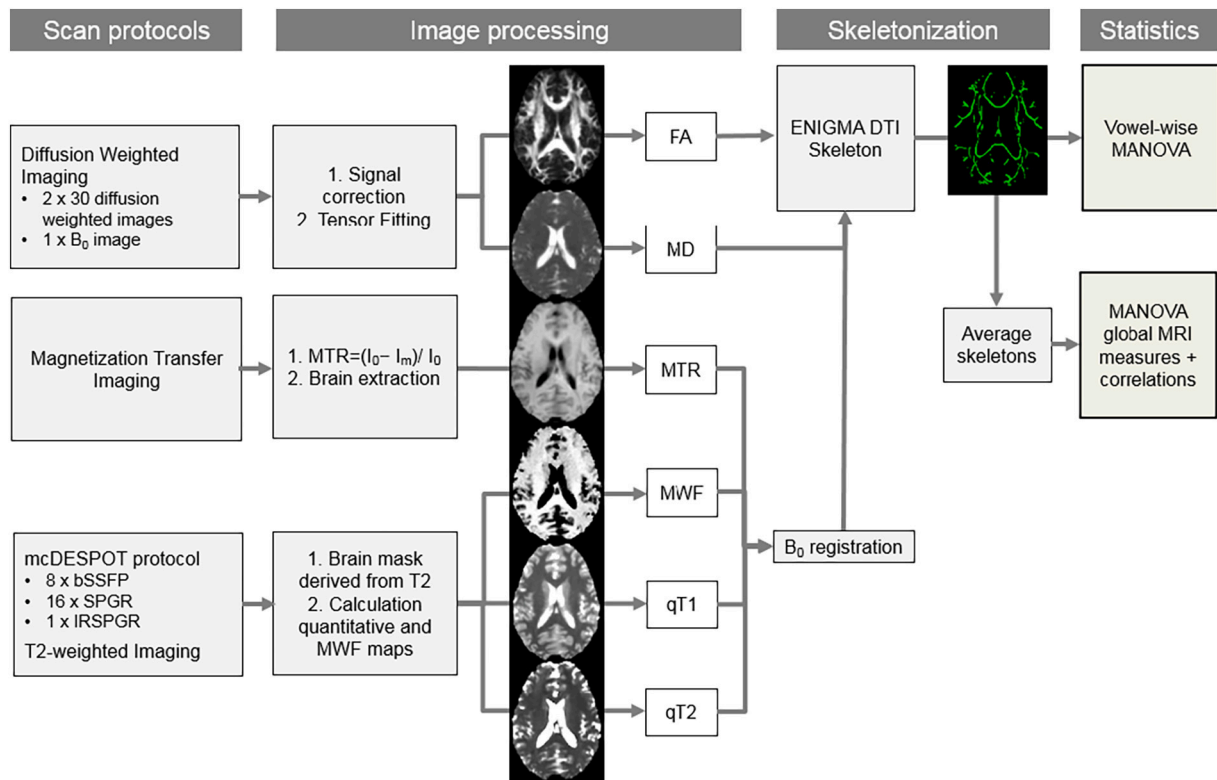 Scan protocols
Image processing
Skeletonization
Statistics
Diffusion Weighted
Imaging
• 2 x 30 diffusion
weighted images
• 1 x B₀ image
1. Signal
correction
2. Tensor Fitting
FA
MD
ENIGMA DTI
Skeleton
Vowel-wise
MANOVA
Magnetization Transfer
Imaging
1. MTR=(I₀– Iₘ)/ I₀
2. Brain extraction
MTR
Average
skeletons
MANOVA
global MRI
measures +
correlations
mcDESPOT protocol
• 8 x bSSFP
• 16 x SPGR
• 1 x IRSPGR
T2-weighted Imaging
1. Brain mask
derived from T2
2. Calculation
quantitative and
MWF maps
MWF
qT1
qT2
B₀ registration